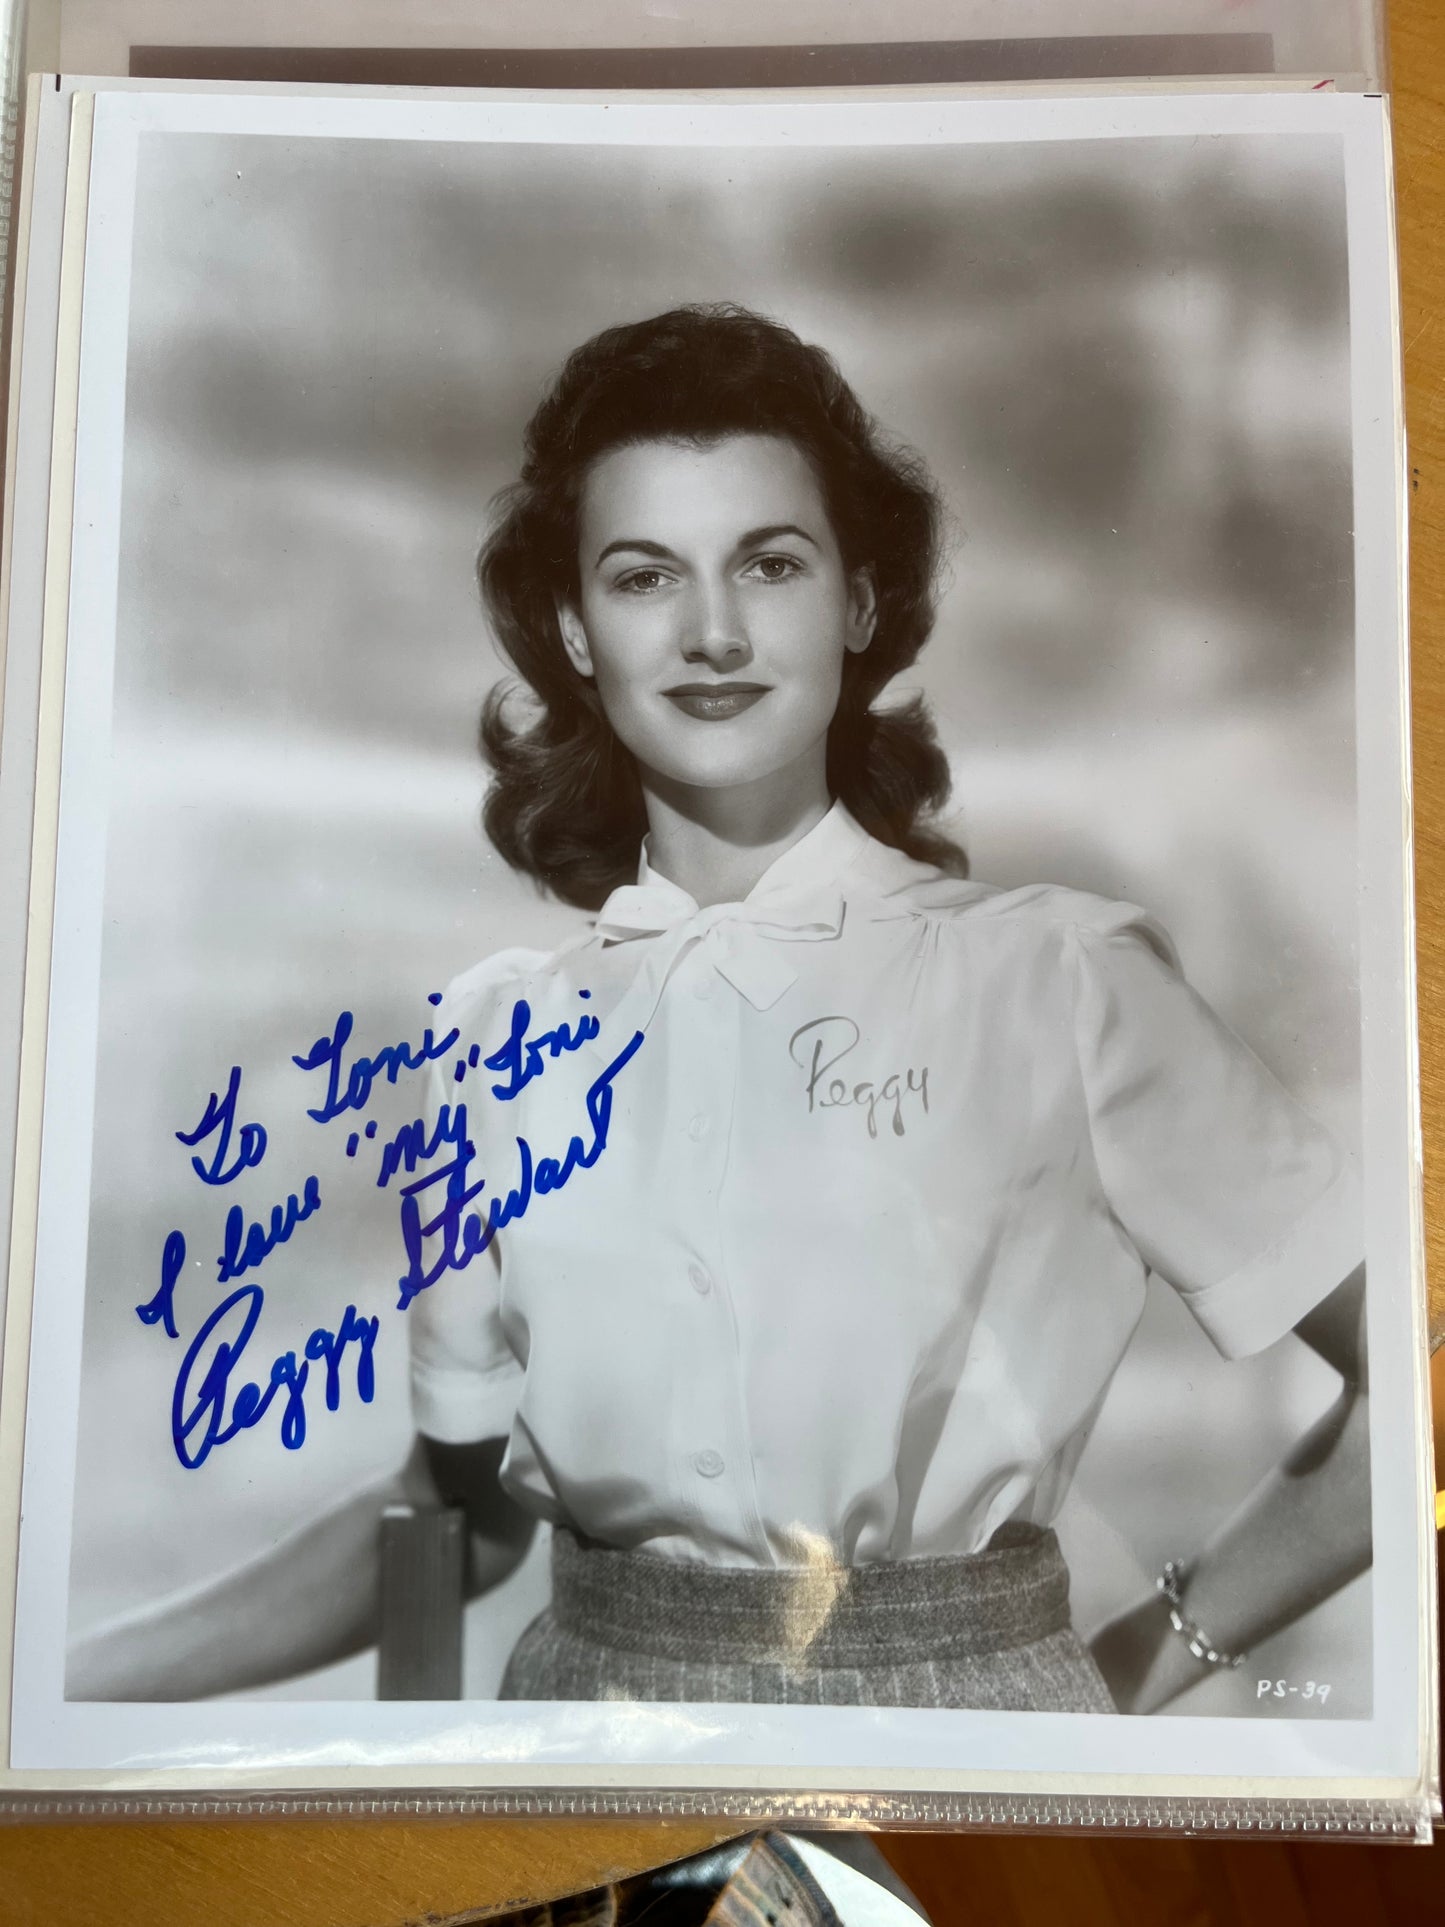 To Toni,
I love "my" Toni
Peggy Stewart
Peggy
PS-39